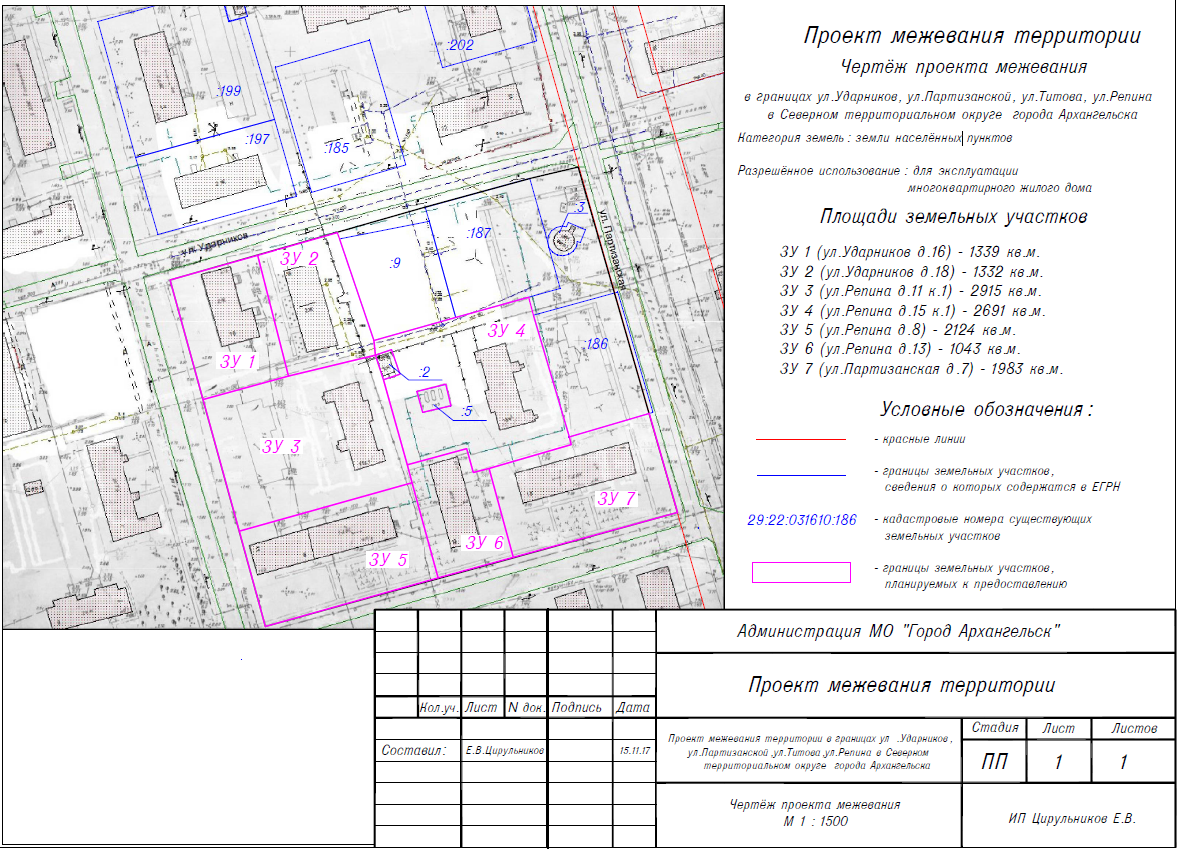 :202
:199
:197
:185
:3
:187
ул. Ударников
ул. Партизанская
ЗУ 2
:9
ЗУ 4
:186
ЗУ 1
:2
:5
ЗУ 3
ЗУ 7
ЗУ 6
ЗУ 5
Проект межевания территории
Чертёж проекта межевания
в границах ул.Ударников, ул.Партизанской, ул.Титова, ул.Репина
в Северном территориальном округе города Архангельска
Категория земель : земли населённых пунктов
Разрешённое использование : для эксплуатации
многоквартирного жилого дома
Площади земельных участков
ЗУ 1 (ул.Ударников д.16) - 1339 кв.м.
ЗУ 2 (ул.Ударников д.18) - 1332 кв.м.
ЗУ 3 (ул.Репина д.11 к.1) - 2915 кв.м.
ЗУ 4 (ул.Репина д.15 к.1) - 2691 кв.м.
ЗУ 5 (ул.Репина д.8) - 2124 кв.м.
ЗУ 6 (ул.Репина д.13) - 1043 кв.м.
ЗУ 7 (ул.Партизанская д.7) - 1983 кв.м.
Условные обозначения :
- красные линии
- границы земельных участков,
сведения о которых содержатся в ЕГРН
29:22:031610:186 - кадастровые номера существующих
земельных участков
- границы земельных участков,
планируемых к предоставлению
Администрация МО "Город Архангельск"
Проект межевания территории
Кол.уч. Лист N док. Подпись Дата
Составил: Е.В.Цирульников 15.11.17
Проект межевания территории в границах ул .Ударников,
ул.Партизанской ,ул.Титова ,ул.Репина в Северном
территориальном округе города Архангельска
Стадия Лист Листов
ПП 1 1
Чертёж проекта межевания
М 1 : 1500
ИП Цирульников Е.В.